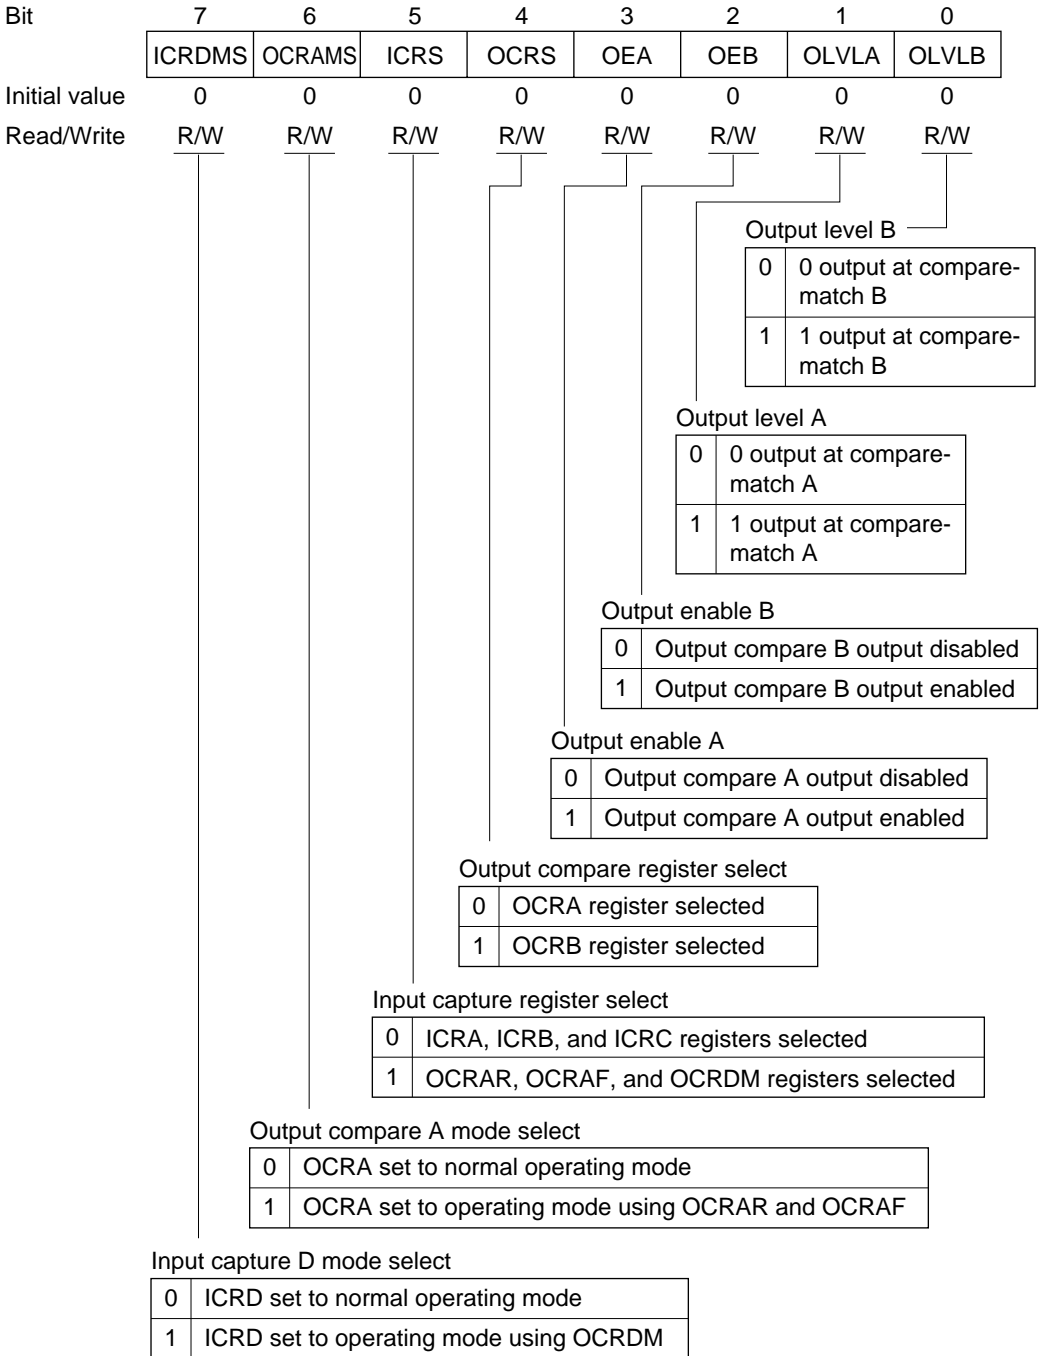 Bit 7 6 5 4 3 2 1 0
ICRDMS OCRAMS ICRS OCRS OEA OEB OLVLA OLVLB
Initial value 0 0 0 0 0 0 0 0
Read/Write R/W R/W R/W R/W R/W R/W R/W R/W
Output level B
0 0 output at compare-
match B
1 1 output at compare-
match B
Output level A
0 0 output at compare-
match A
1 1 output at compare-
match A
Output enable B
0 Output compare B output disabled
1 Output compare B output enabled
Output enable A
0 Output compare A output disabled
1 Output compare A output enabled
Output compare register select
0 OCRA register selected
1 OCRB register selected
Input capture register select
0 ICRA, ICRB, and ICRC registers selected
1 OCRAR, OCRAF, and OCRDM registers selected
Output compare A mode select
0 OCRA set to normal operating mode
1 OCRA set to operating mode using OCRAR and OCRAF
Input capture D mode select
0 ICRD set to normal operating mode
1 ICRD set to operating mode using OCRDM